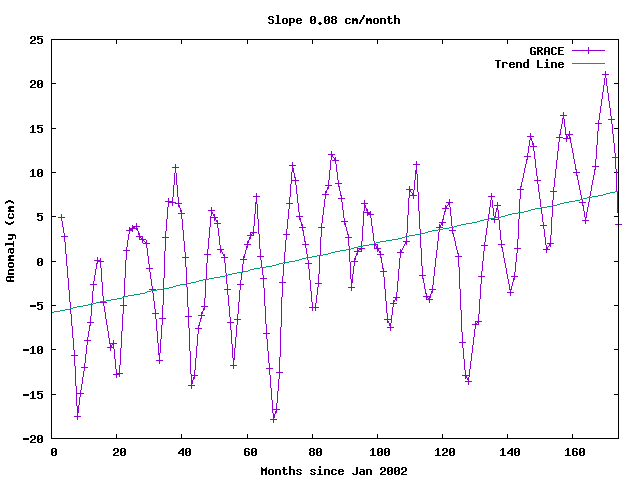 Slope 0.08 cm/month
25
20
15
10
5
0
-5
-10
-15
-20
Anomaly (cm)
GRACE
Trend Line
0 20 40 60 80 100 120 140 160
Months since Jan 2002